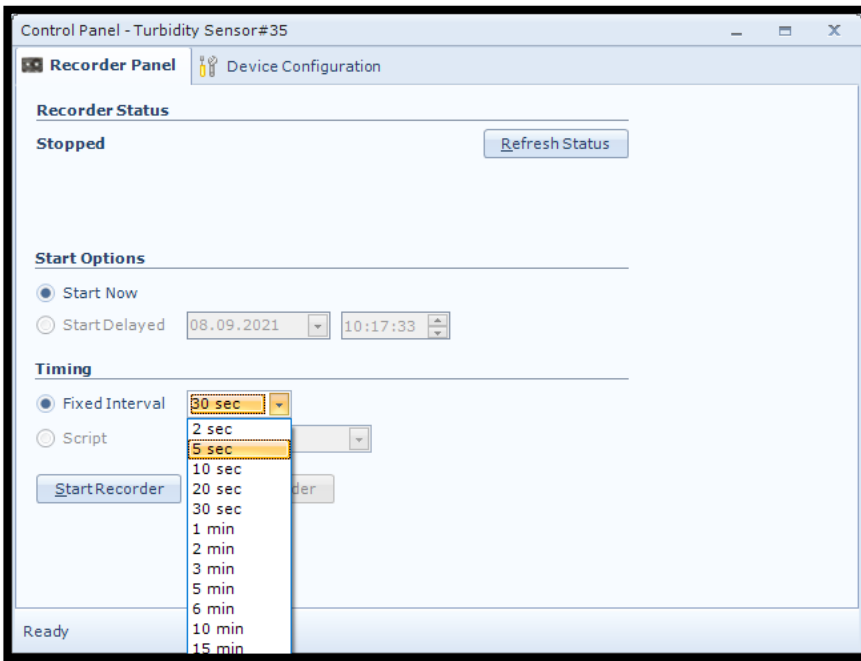 Control Panel - Turbidity Sensor#35
Recorder Panel Device Configuration
Recorder Status
Stopped Refresh Status
Start Options
Start Now
Start Delayed 08.09.2021 10:17:33
Timing
Fixed Interval 30 sec
2 sec
Script 5 sec
10 sec
Start Recorder 20 sec der
30 sec
1 min
2 min
3 min
5 min
6 min
10 min
Ready 15 min